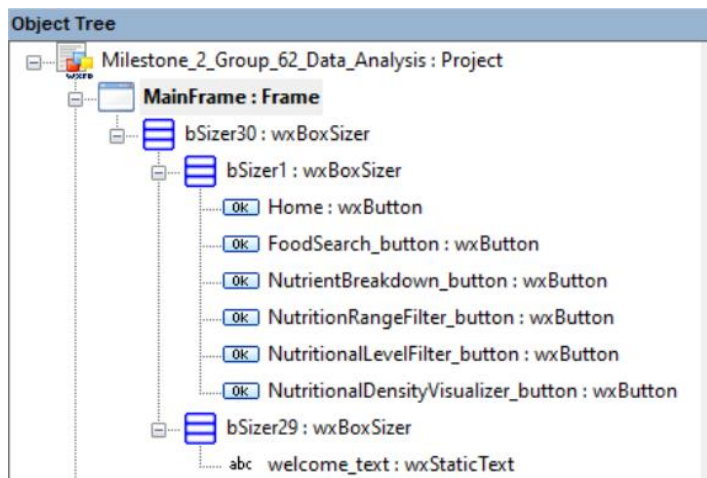 Object Tree
wxFB
Milestone_2_Group_62_Data_Analysis : Project
MainFrame : Frame
bSizer30 : wxBoxSizer
bSizer1 : wxBoxSizer
OK Home : wxButton
OK FoodSearch_button : wxButton
OK NutrientBreakdown_button : wxButton
OK NutritionRangeFilter_button : wxButton
OK NutritionalLevelFilter_button : wxButton
OK NutritionalDensityVisualizer_button : wxButton
bSizer29 : wxBoxSizer
abc welcome_text : wxStaticText